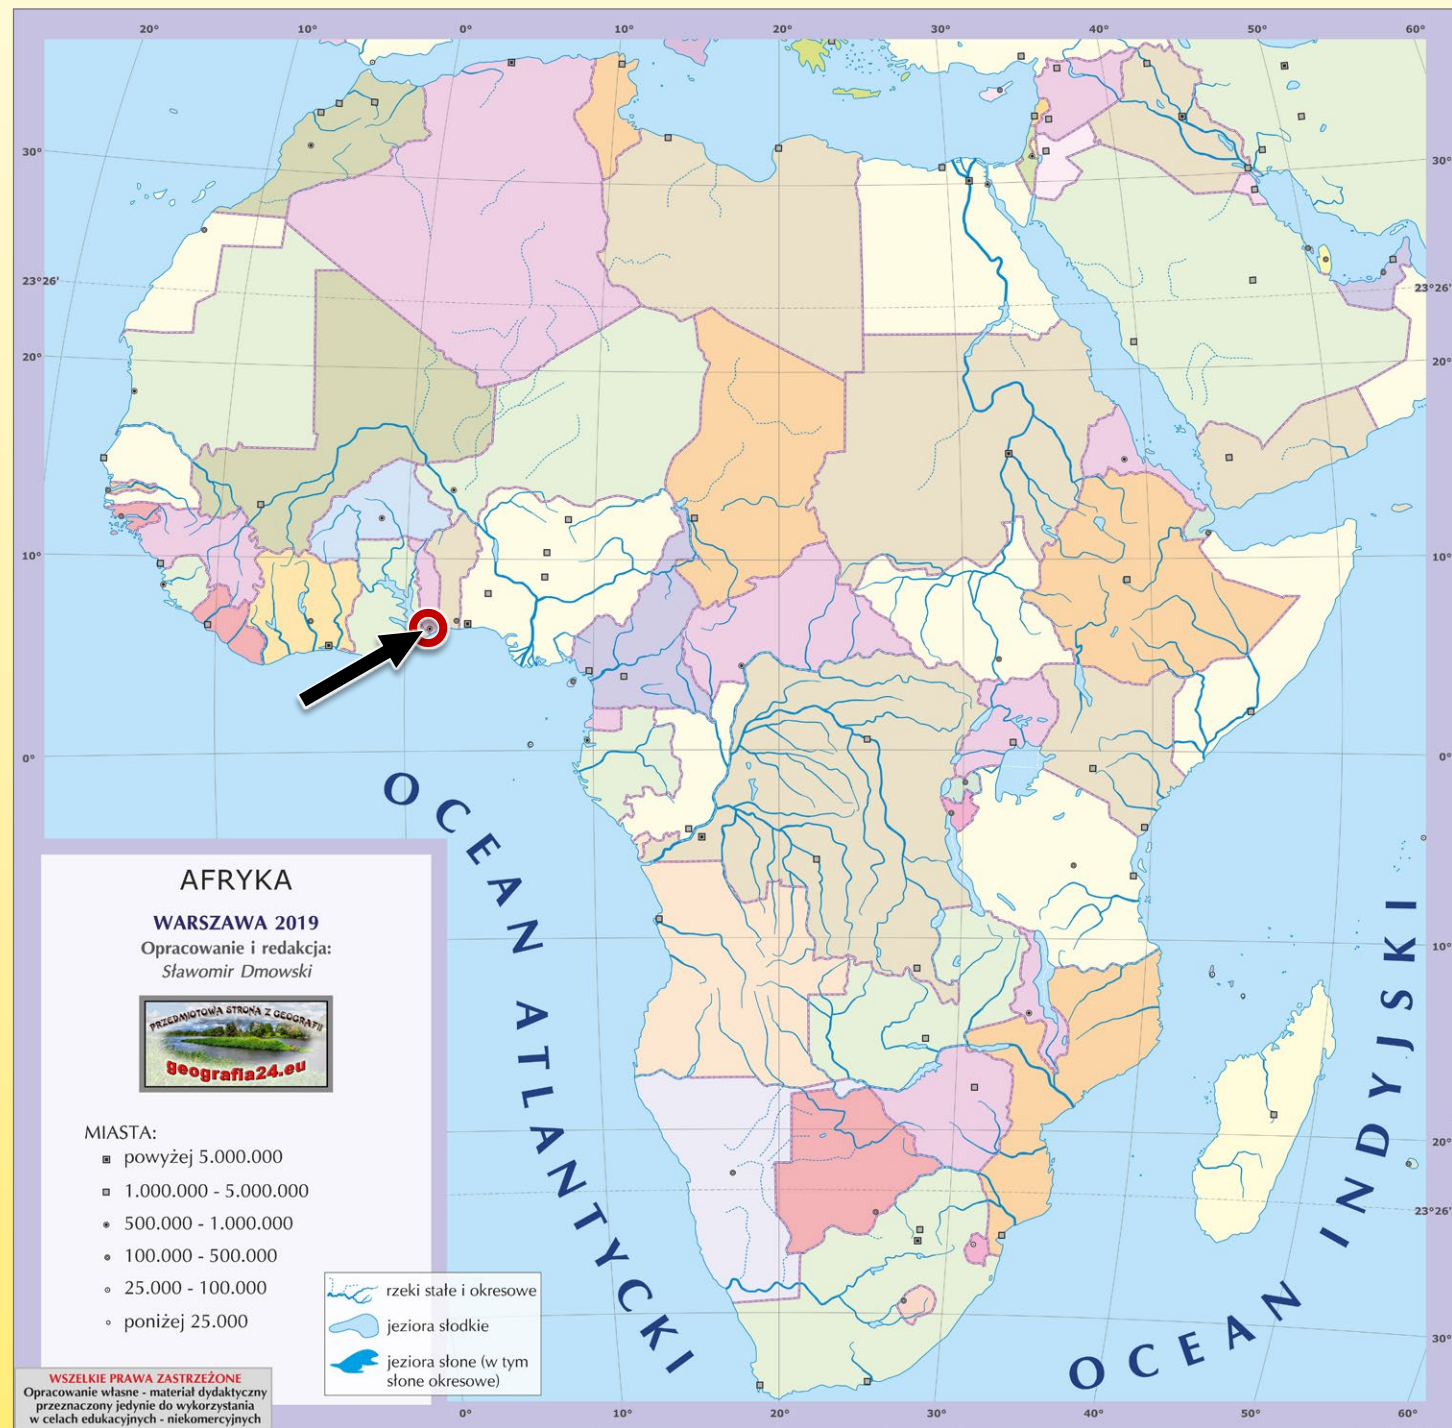 20° 10° 0° 10° 20° 30° 40° 50° 60°
30° 30°
23°26' 23°26'
20° 20°
10° 10°
0° 0°
10°
20°
23°26'
30°
OCEAN ATLANTYCKI
OCEAN INDYJSKI
AFRYKA
WARSZAWA 2019
Opracowanie i redakcja:
Sławomir Dmowski
PRZEDMIOTOWA STRONA Z GEOGRAFII
geografia24.eu
MIASTA:
powyżej 5.000.000
1.000.000 - 5.000.000
500.000 - 1.000.000
100.000 - 500.000
25.000 - 100.000
poniżej 25.000
rzeki stałe i okresowe
jeziora słodkie
jeziora słone (w tym
słone okresowe)
WSZELKIE PRAWA ZASTRZEŻONE
Opracowanie własne - materiał dydaktyczny
przeznaczony jedynie do wykorzystania
w celach edukacyjnych - niekomercyjnych
0° 10° 20° 30° 40° 50° 60°